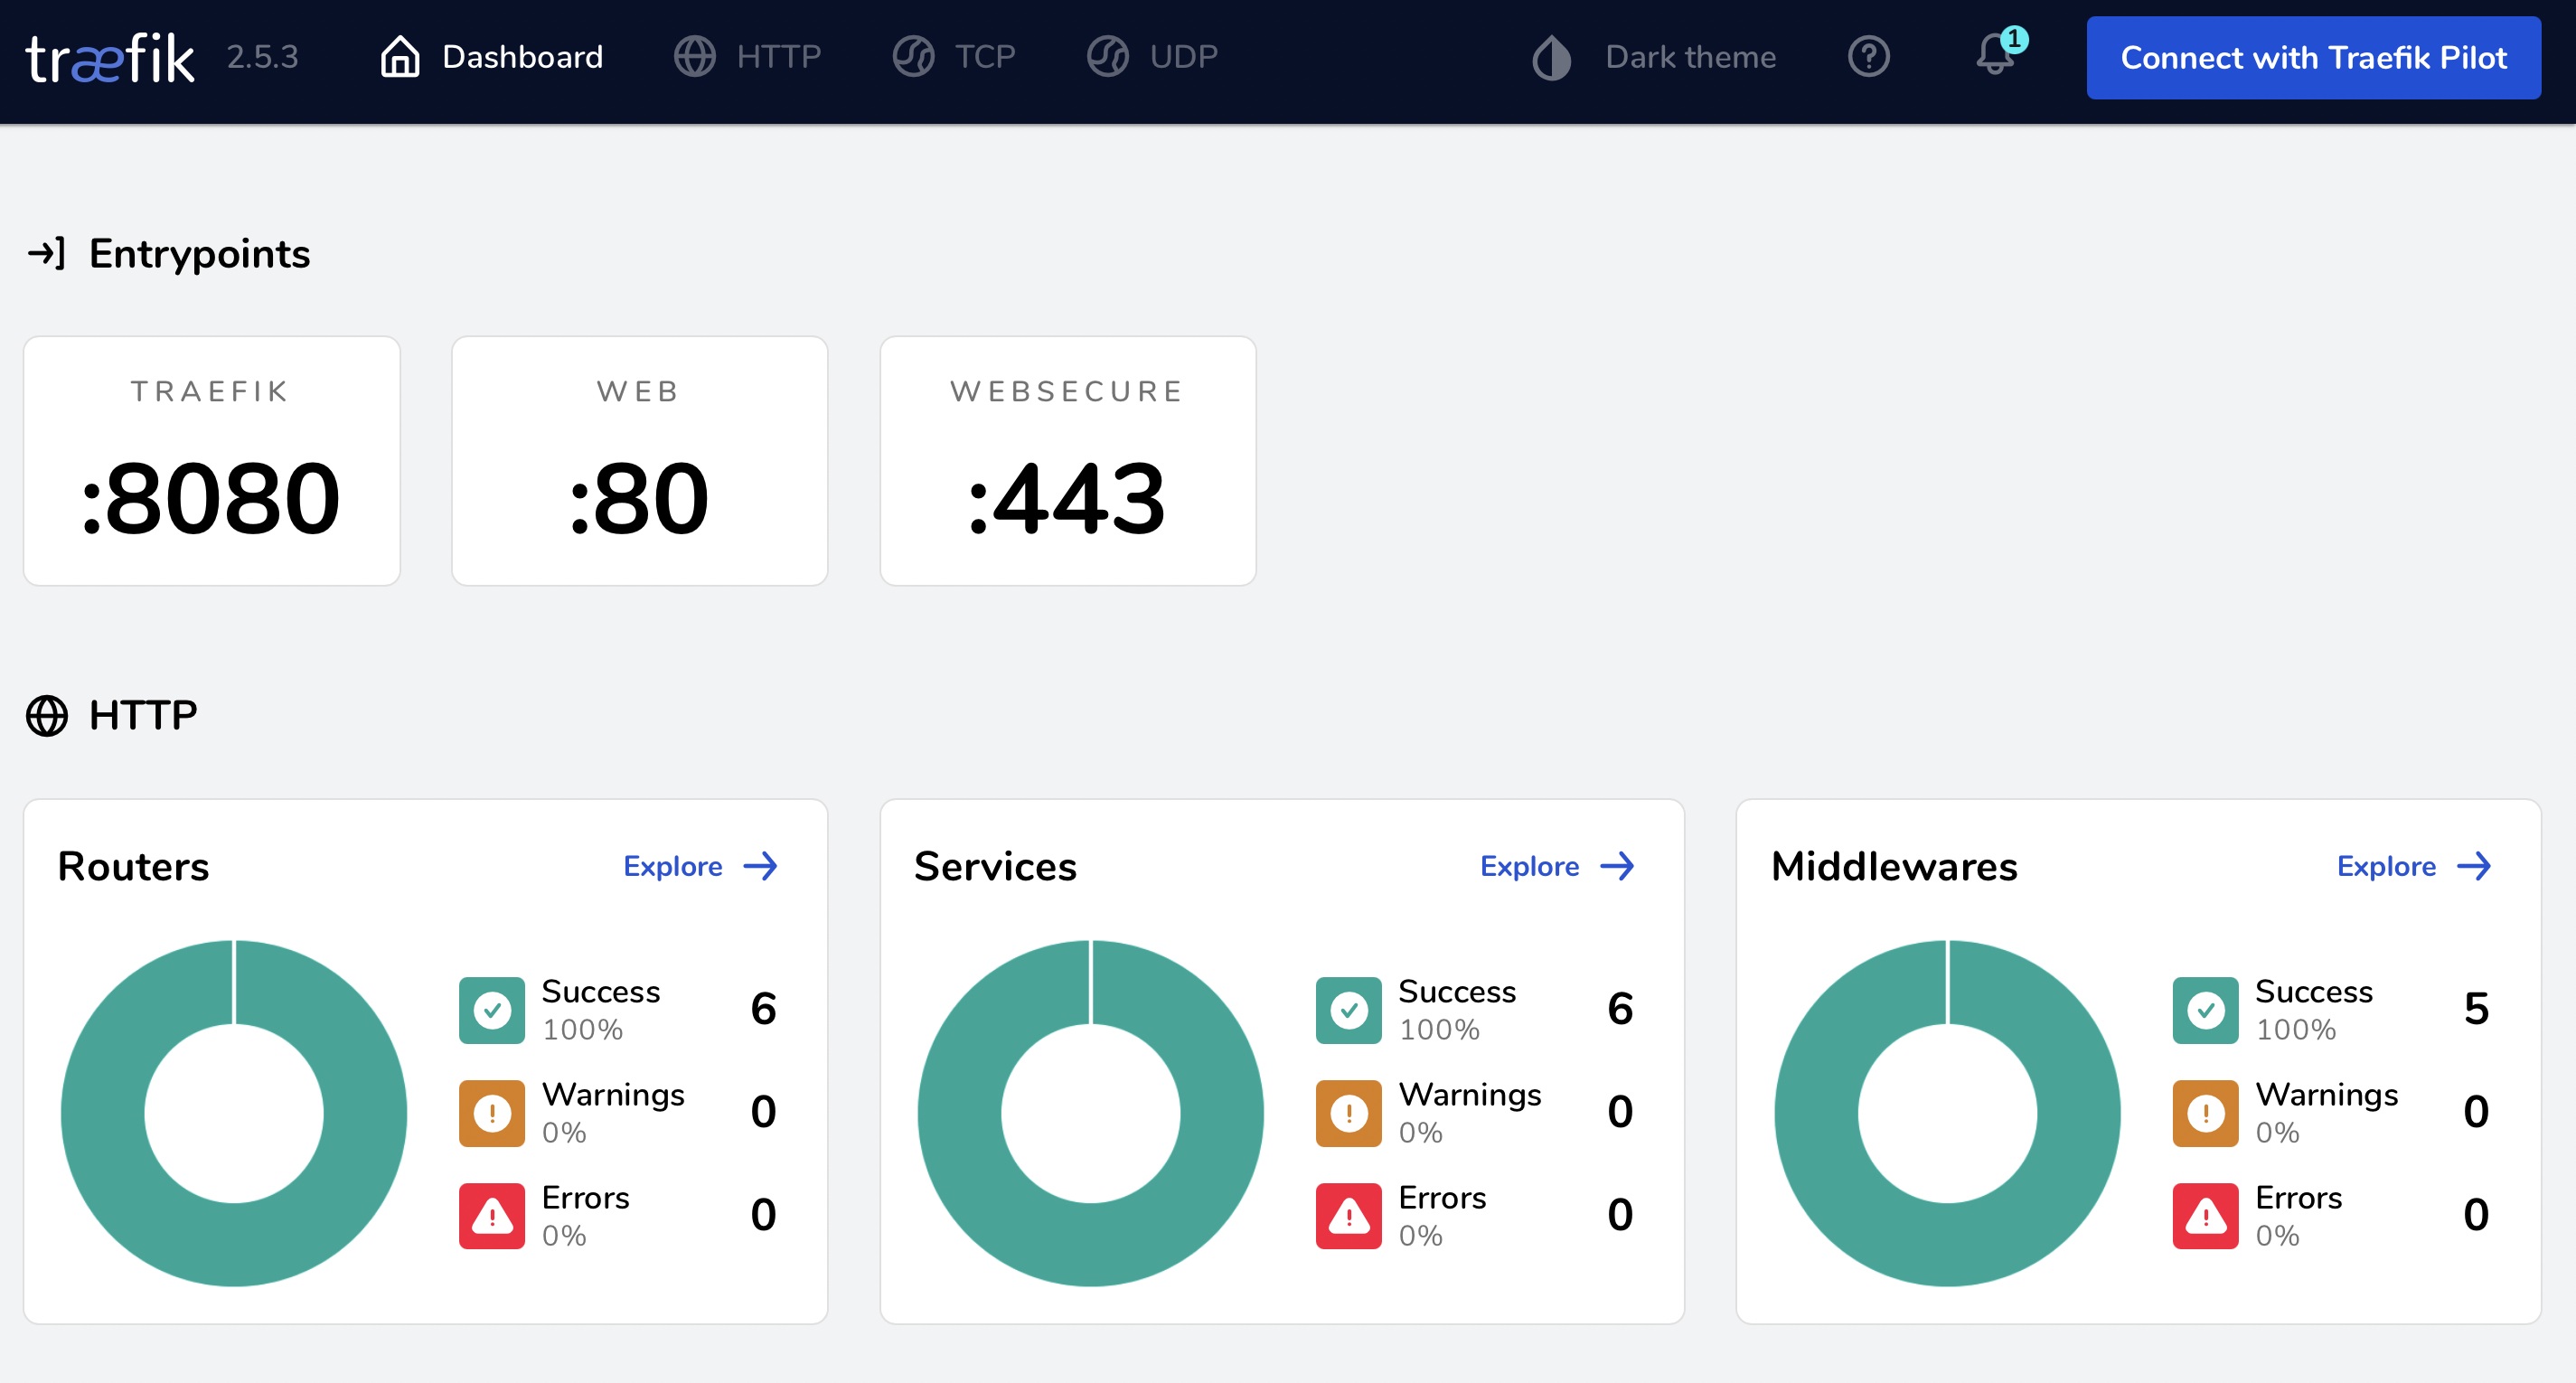 træfik 2.5.3 Dashboard HTTP TCP UDP Dark theme 1 Connect with Traefik Pilot
Entrypoints
TRAEFIK WEB WEBSECURE
:8080 :80 :443
HTTP
Routers Explore
Success 6
100%
Warnings 0
0%
Errors 0
0%
Services Explore
Success 6
100%
Warnings 0
0%
Errors 0
0%
Middlewares Explore
Success 5
100%
Warnings 0
0%
Errors 0
0%